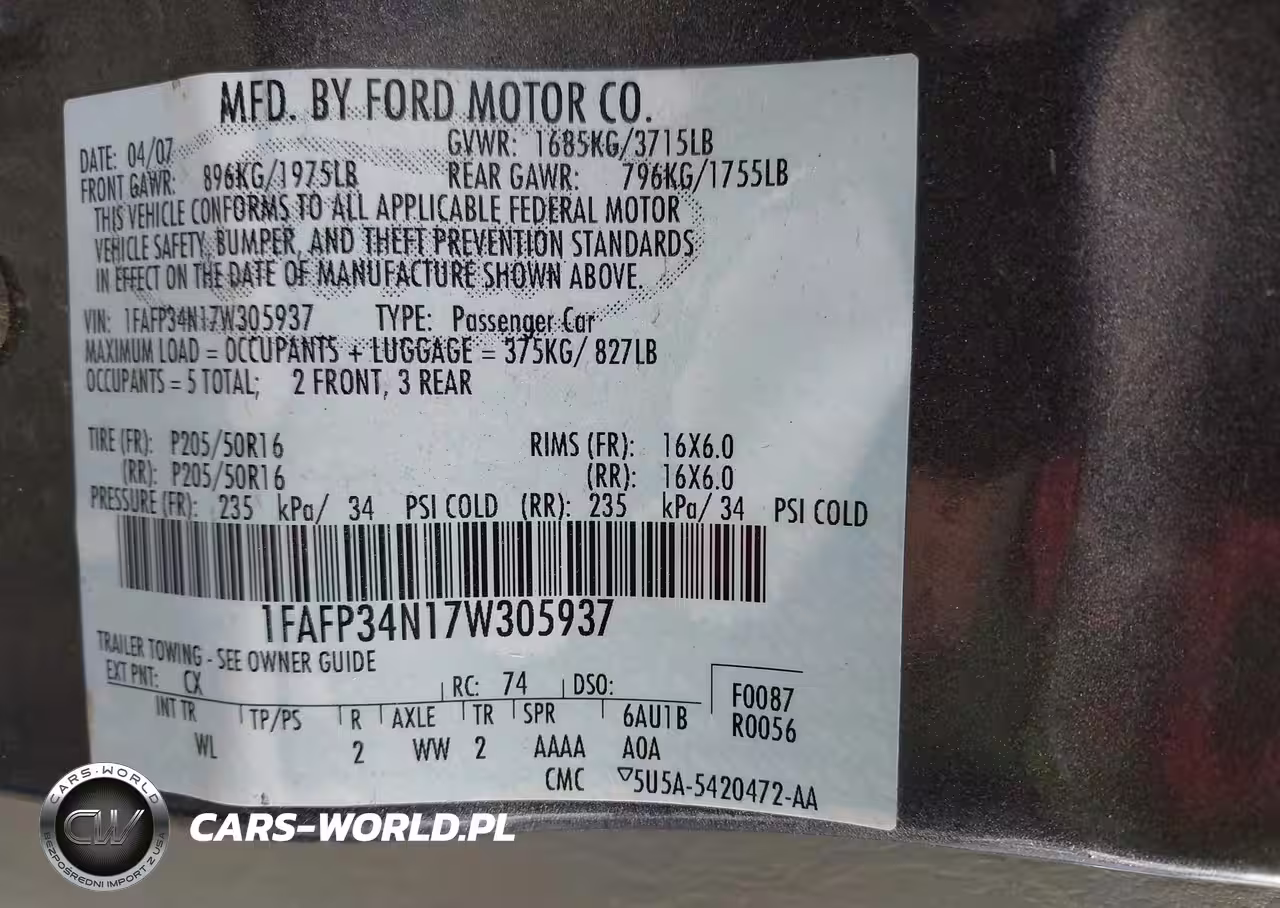 MFD. BY FORD MOTOR CO.
DATE: 04/07 GVWR: 1685KG/3715LB
FRONT GAWR: 896KG/1975LB REAR GAWR: 796KG/1755LB
THIS VEHICLE CONFORMS TO ALL APPLICABLE FEDERAL MOTOR
VEHICLE SAFETY, BUMPER, AND THEFT PREVENTION STANDARDS
IN EFFECT ON THE DATE OF MANUFACTURE SHOWN ABOVE.
VIN: 1FAFP34N17W305937 TYPE: Passenger Car
MAXIMUM LOAD = OCCUPANTS + LUGGAGE = 375KG/ 827LB
OCCUPANTS = 5 TOTAL; 2 FRONT, 3 REAR
TIRE (FR): P205/50R16 RIMS (FR): 16X6.0
(RR): P205/50R16 (RR): 16X6.0
PRESSURE (FR): 235 kPa/ 34 PSI COLD (RR): 235 kPa/ 34 PSI COLD
1FAFP34N17W305937
TRAILER TOWING - SEE OWNER GUIDE
EXT PNT: CX RC: 74 DSO: F0087
INT TR TP/PS R AXLE TR SPR 6AU1B R0056
WL 2 WW 2 AAAA A0A
CMC ▽5U5A-5420472-AA
CARS-WORLD
CW
BEZPOŚREDNI IMPORT Z USA
CARS-WORLD.PL